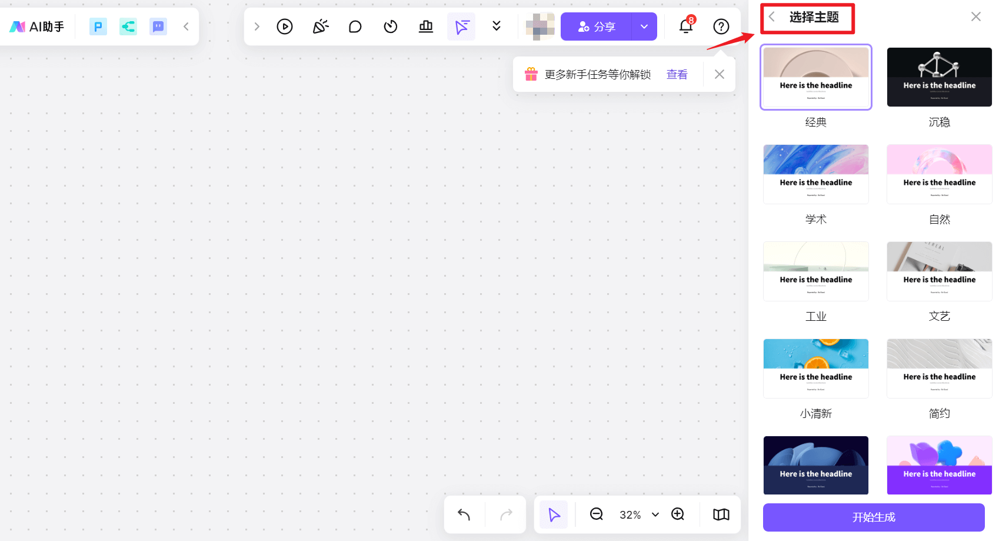 AI助手
分享
8
更多新手任务等你解锁
查看
选择主题
Here is the headline
经典
Here is the headline
沉稳
Here is the headline
学术
Here is the headline
自然
Here is the headline
工业
Here is the headline
文艺
Here is the headline
小清新
Here is the headline
简约
Here is the headline
Here is the headline
32%
开始生成